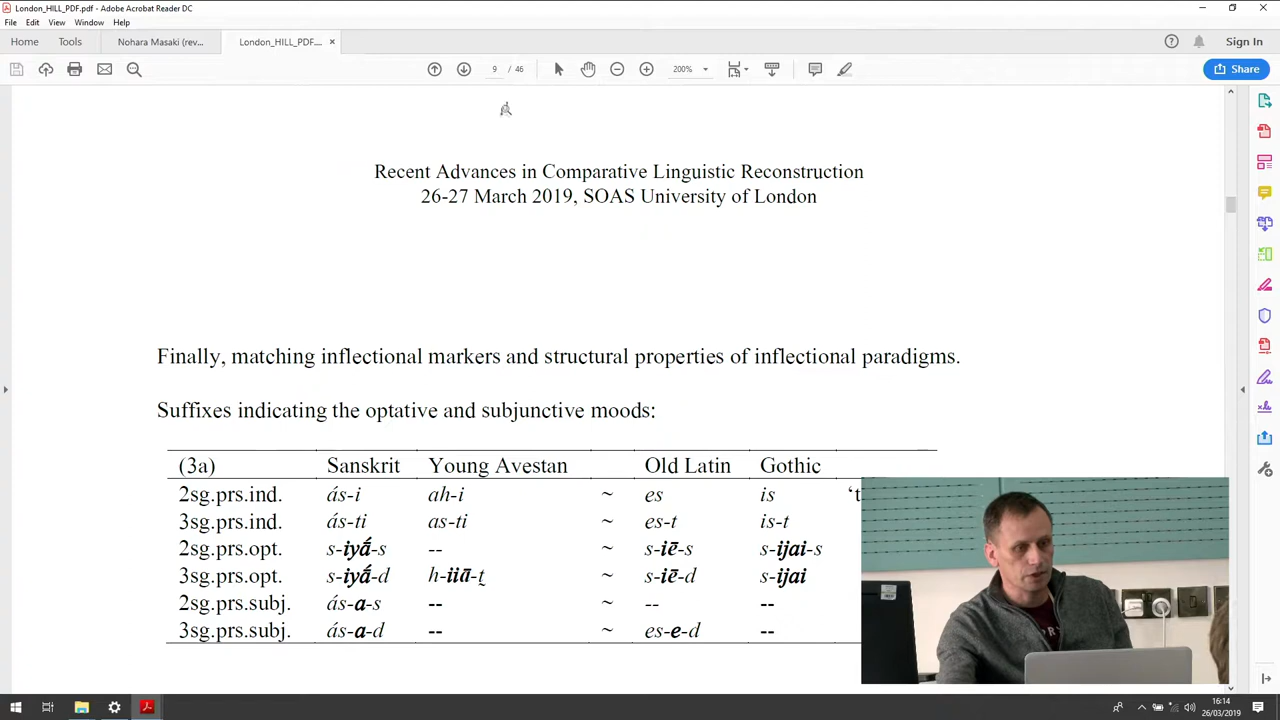 London_HILL_PDF.pdf - Adobe Acrobat Reader DC
File Edit View Window Help
Home Tools Nohara Masaki (rev... London_HILL_PDF.... × Sign In
9 / 46 200% Share
Recent Advances in Comparative Linguistic Reconstruction
26-27 March 2019, SOAS University of London
Finally, matching inflectional markers and structural properties of inflectional paradigms.
Suffixes indicating the optative and subjunctive moods:
(3a) Sanskrit Young Avestan Old Latin Gothic
2sg.prs.ind. ás-i ah-i ~ es is ‘t
3sg.prs.ind. ás-ti as-ti ~ es-t is-t
2sg.prs.opt. s-iyā́-s -- ~ s-iē-s s-ijai-s
3sg.prs.opt. s-iyā́-d h-iiā-t̰ ~ s-iē-d s-ijai
2sg.prs.subj. ás-a-s -- ~ -- --
3sg.prs.subj. ás-a-d -- ~ es-e-d --
16:14
26/03/2019